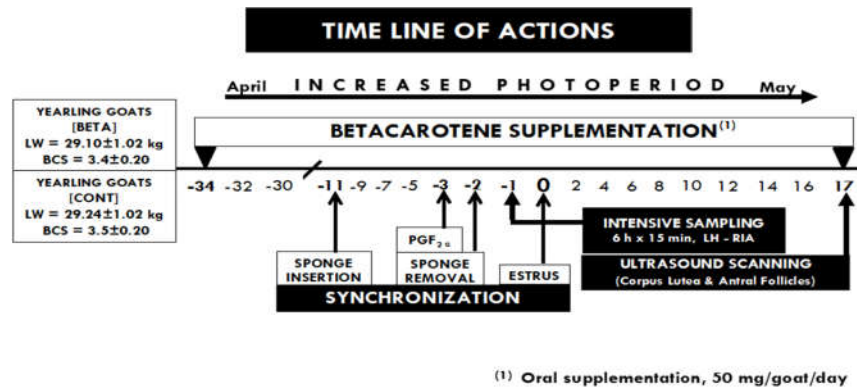 TIME LINE OF ACTIONS
April INCREASED PHOTOPERIOD May
YEARLING GOATS
[BETA]
LW = 29.10±1.02 kg
BCS = 3.4±0.20
BETACAROTENE SUPPLEMENTATION(1)
YEARLING GOATS
[CONT]
LW = 29.24±1.02 kg
BCS = 3.5±0.20
-34 -32 -30 -11 -9 -7 -5 -3 -2 -1 0 2 4 6 8 10 12 14 16 17
INTENSIVE SAMPLING
6 h x 15 min, LH - RIA
PGF2α
SPONGE
INSERTION
SPONGE
REMOVAL
ESTRUS
ULTRASOUND SCANNING
(Corpus Lutea & Antral Follicles)
SYNCHRONIZATION
(1) Oral supplementation, 50 mg/goat/day